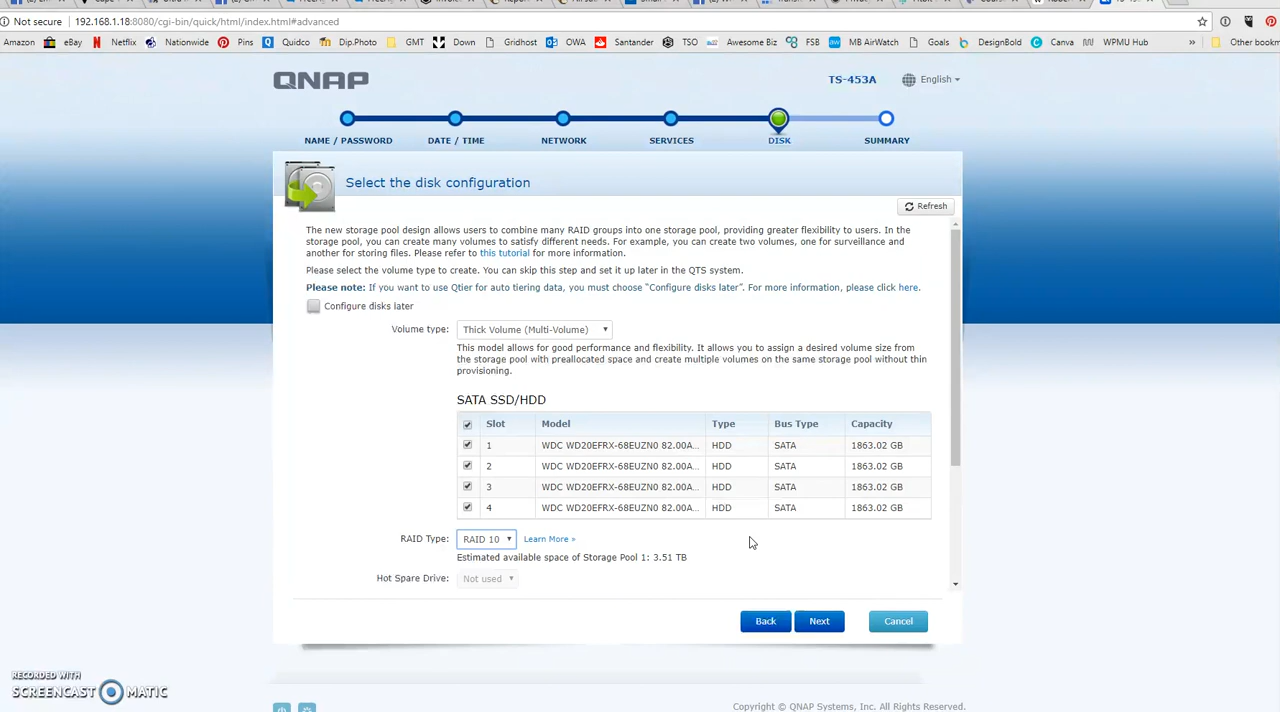 Not secure 192.168.1.18:8080/cgi-bin/quick/html/index.html#advanced
Amazon eBay Netflix Nationwide Pins Quidco Dip.Photo GMT Down Gridhost OWA Santander TSO Awesome Biz FSB MB AirWatch Goals DesignBold Canva WPMU Hub » Other bookm
QNAP
TS-453A English
NAME / PASSWORD DATE / TIME NETWORK SERVICES DISK SUMMARY
Select the disk configuration
Refresh
The new storage pool design allows users to combine many RAID groups into one storage pool, providing greater flexibility to users. In the
storage pool, you can create many volumes to satisfy different needs. For example, you can create two volumes, one for surveillance and
another for storing files. Please refer to this tutorial for more information.
Please select the volume type to create. You can skip this step and set it up later in the QTS system.
Please note: If you want to use Qtier for auto tiering data, you must choose "Configure disks later". For more information, please click here.
Configure disks later
Volume type: Thick Volume (Multi-Volume)
This model allows for good performance and flexibility. It allows you to assign a desired volume size from
the storage pool with preallocated space and create multiple volumes on the same storage pool without thin
provisioning.
SATA SSD/HDD
Slot Model Type Bus Type Capacity
1 WDC WD20EFRX-68EUZN0 82.00A... HDD SATA 1863.02 GB
2 WDC WD20EFRX-68EUZN0 82.00A... HDD SATA 1863.02 GB
3 WDC WD20EFRX-68EUZN0 82.00A... HDD SATA 1863.02 GB
4 WDC WD20EFRX-68EUZN0 82.00A... HDD SATA 1863.02 GB
RAID Type: RAID 10 Learn More »
Estimated available space of Storage Pool 1: 3.51 TB
Hot Spare Drive: Not used
Back Next Cancel
RECORDED WITH
SCREENCAST MATIC
Copyright © QNAP Systems, Inc. All Rights Reserved.